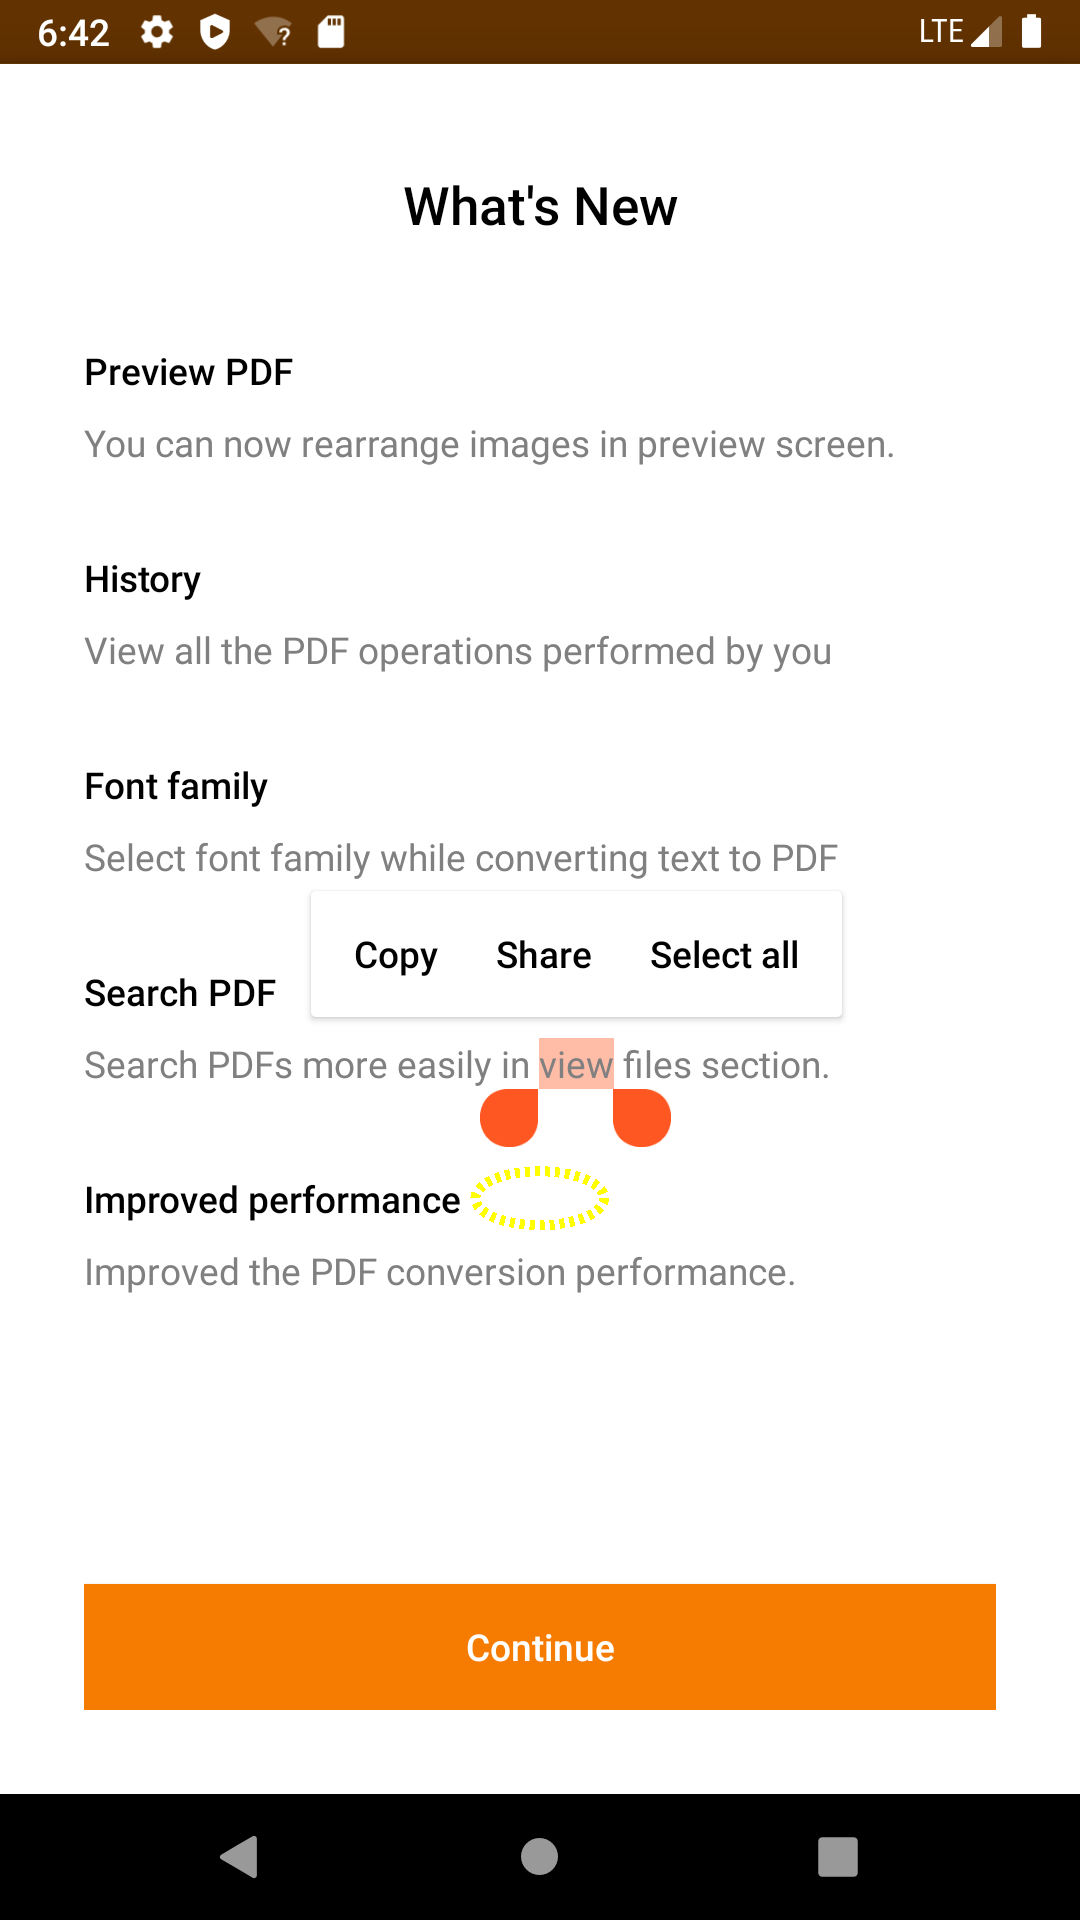 6:42
LTE
What's New
Preview PDF
You can now rearrange images in preview screen.
History
View all the PDF operations performed by you
Font family
Select font family while converting text to PDF
Copy Share Select all
Search PDF
Search PDFs more easily in view files section.
Improved performance
Improved the PDF conversion performance.
Continue